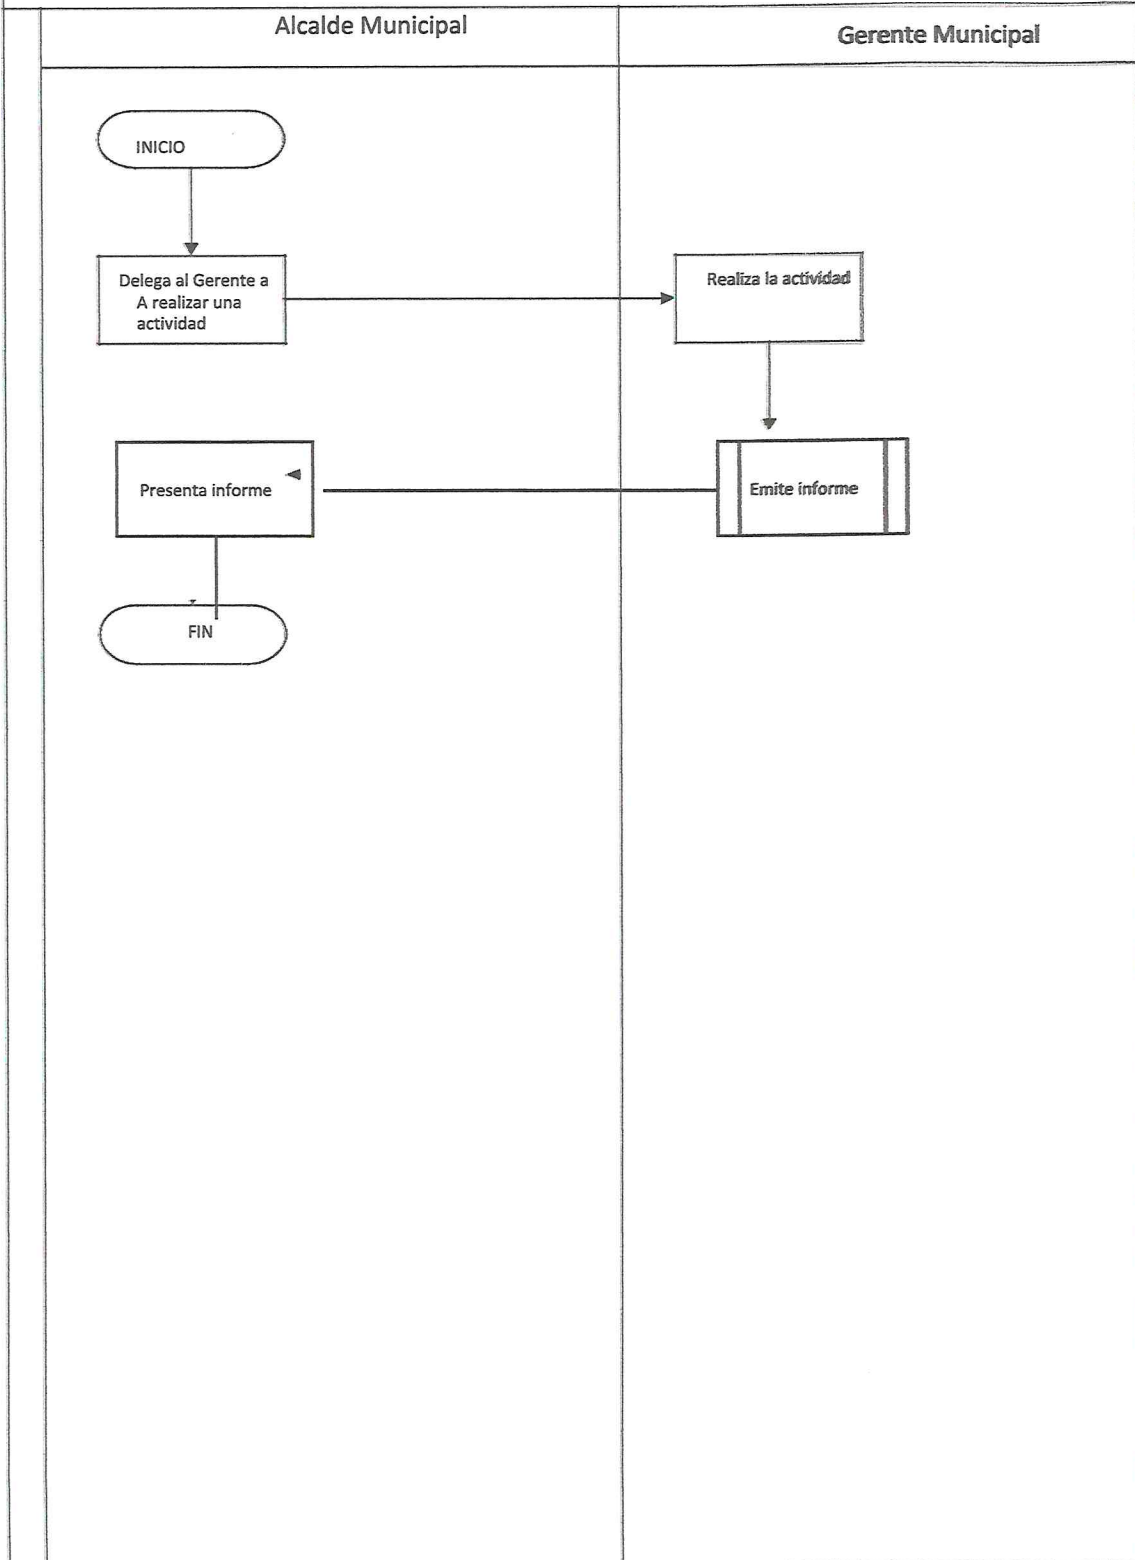 Alcalde Municipal
Gerente Municipal
INICIO
Delega al Gerente a
A realizar una
actividad
Realiza la actividad
Presenta informe
Emite informe
FIN